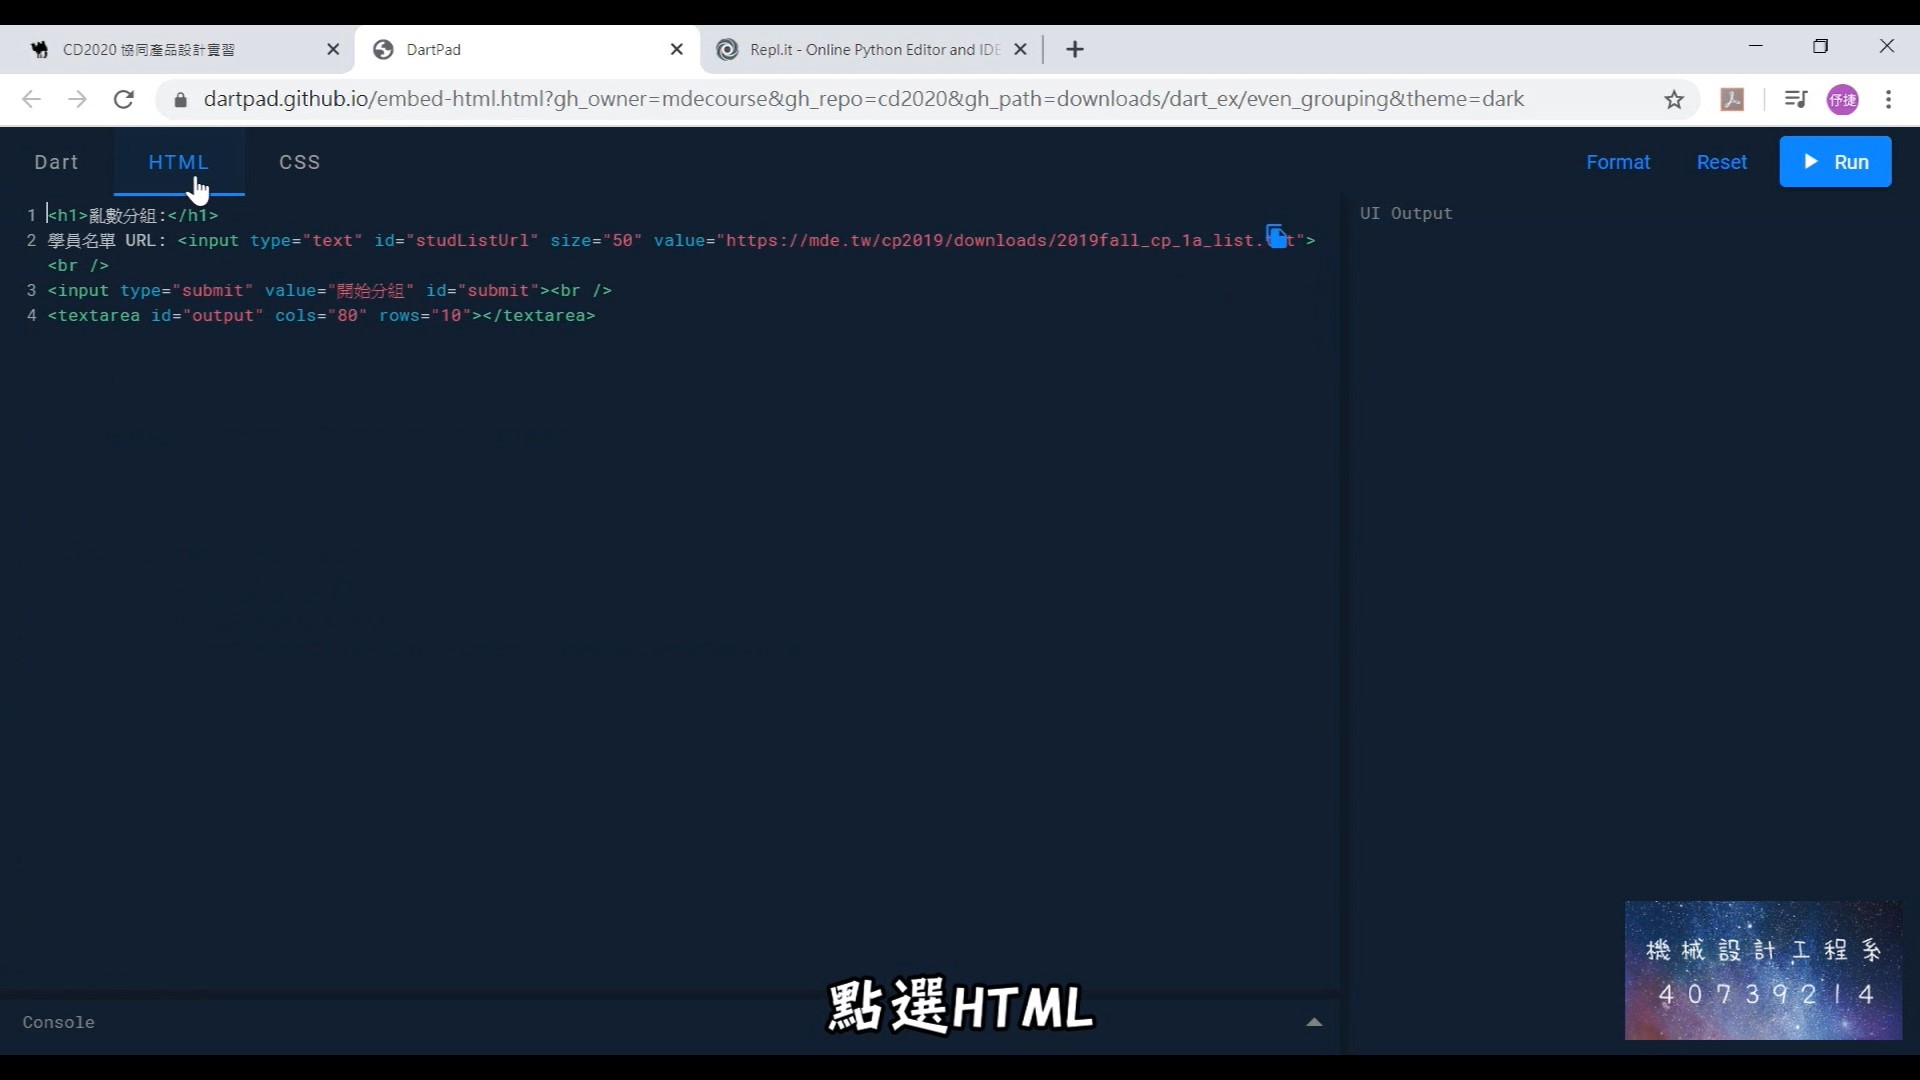 CD2020 協同產品設計實習
DartPad
Repl.it - Online Python Editor and IDE
dartpad.github.io/embed-html.html?gh_owner=mdecourse&gh_repo=cd2020&gh_path=downloads/dart_ex/even_grouping&theme=dark
伃捷
Dart HTML CSS
Format Reset Run
1 <h1>亂數分組:</h1>
2 學員名單 URL: <input type="text" id="studListUrl" size="50" value="https://mde.tw/cp2019/downloads/2019fall_cp_1a_list.txt">
<br />
3 <input type="submit" value="開始分組" id="submit"><br />
4 <textarea id="output" cols="80" rows="10"></textarea>
UI Output
Console
點選HTML
機械設計工程系
40739214